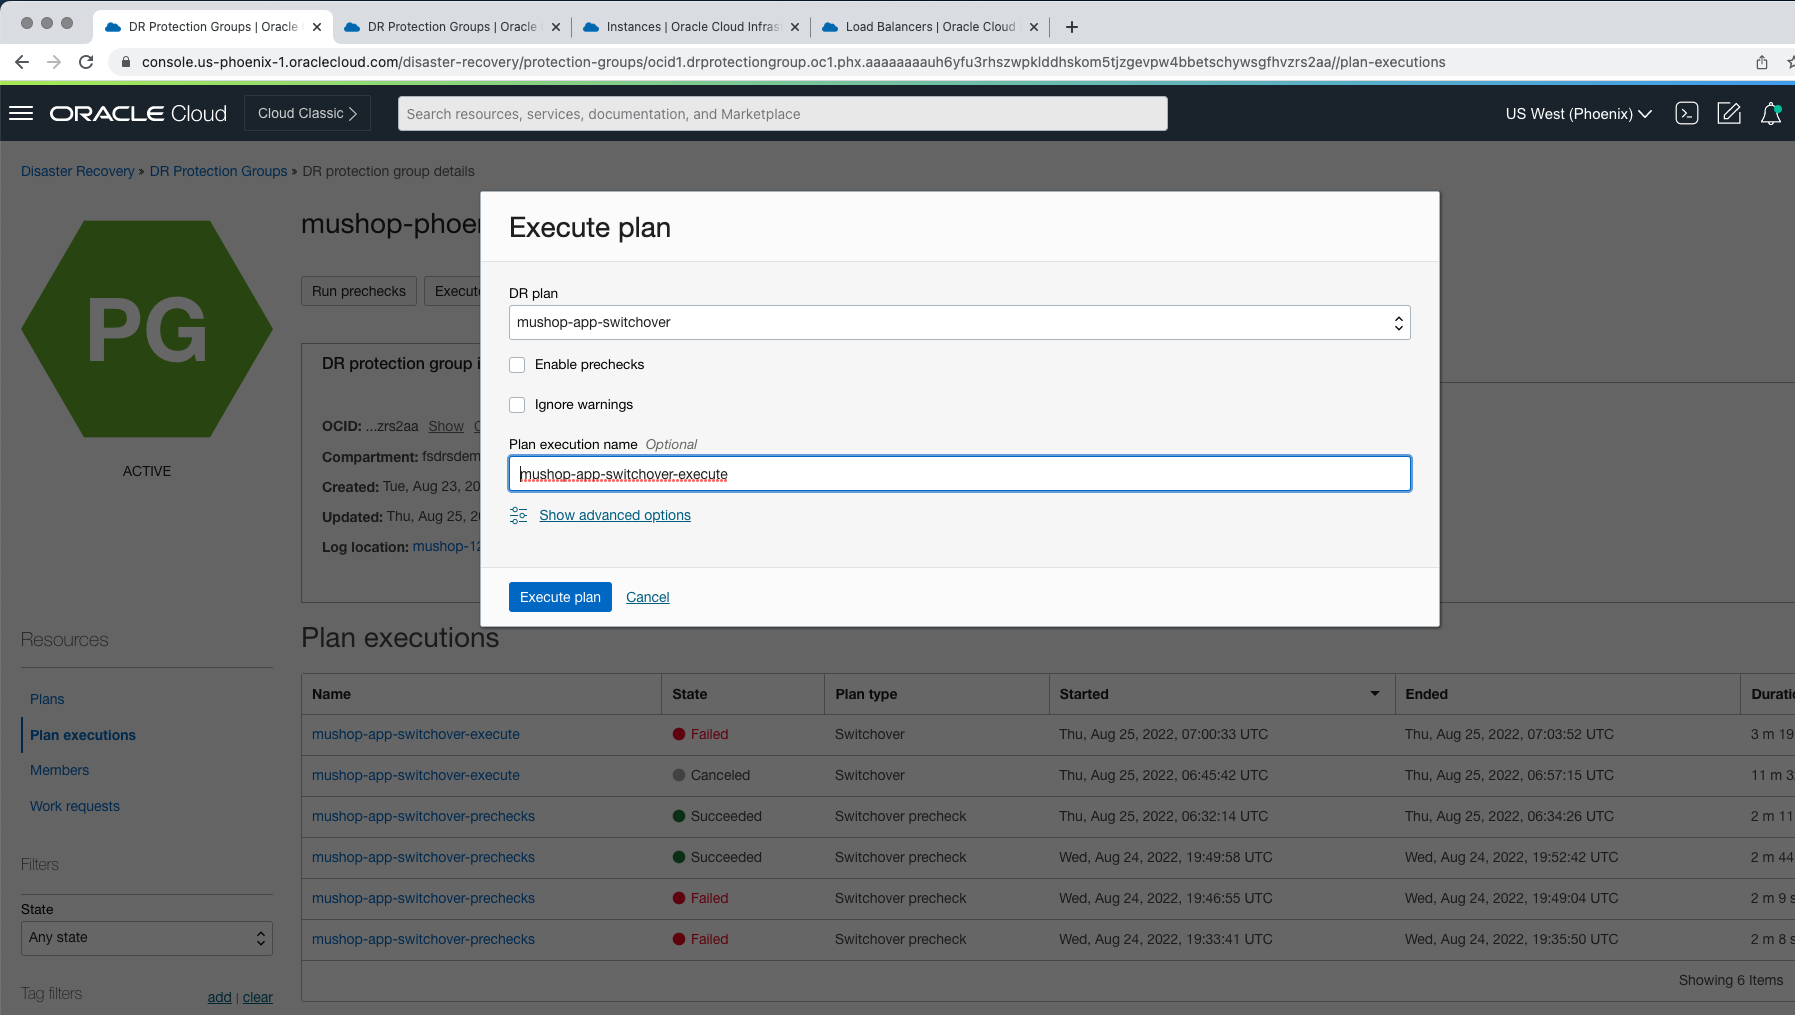 DR Protection Groups | Oracle
DR Protection Groups | Oracle
Instances | Oracle Cloud Infras
Load Balancers | Oracle Cloud
console.us-phoenix-1.oraclecloud.com/disaster-recovery/protection-groups/ocid1.drprotectiongroup.oc1.phx.aaaaaaaauh6yfu3rhszwpklddhskom5tjzgevpw4bbetschywsgfhvzrs2aa//plan-executions
ORACLE Cloud
Cloud Classic
Search resources, services, documentation, and Marketplace
US West (Phoenix)
Disaster Recovery » DR Protection Groups » DR protection group details
PG
ACTIVE
mushop-phoe
Run prechecks
Execut
DR protection group i
OCID: ...zrs2aa Show
Compartment: fsdrsdem
Created: Tue, Aug 23, 20
Updated: Thu, Aug 25, 2
Log location: mushop-12
Execute plan
DR plan
mushop-app-switchover
Enable prechecks
Ignore warnings
Plan execution name Optional
mushop-app-switchover-execute
Show advanced options
Execute plan
Cancel
Resources
Plans
Plan executions
Members
Work requests
Filters
State
Any state
Tag filters
add | clear
Plan executions
Name State Plan type Started Ended Durati
mushop-app-switchover-execute Failed Switchover Thu, Aug 25, 2022, 07:00:33 UTC Thu, Aug 25, 2022, 07:03:52 UTC 3 m 19
mushop-app-switchover-execute Canceled Switchover Thu, Aug 25, 2022, 06:45:42 UTC Thu, Aug 25, 2022, 06:57:15 UTC 11 m 3
mushop-app-switchover-prechecks Succeeded Switchover precheck Thu, Aug 25, 2022, 06:32:14 UTC Thu, Aug 25, 2022, 06:34:26 UTC 2 m 11
mushop-app-switchover-prechecks Succeeded Switchover precheck Wed, Aug 24, 2022, 19:49:58 UTC Wed, Aug 24, 2022, 19:52:42 UTC 2 m 44
mushop-app-switchover-prechecks Failed Switchover precheck Wed, Aug 24, 2022, 19:46:55 UTC Wed, Aug 24, 2022, 19:49:04 UTC 2 m 9 s
mushop-app-switchover-prechecks Failed Switchover precheck Wed, Aug 24, 2022, 19:33:41 UTC Wed, Aug 24, 2022, 19:35:50 UTC 2 m 8 s
Showing 6 Items